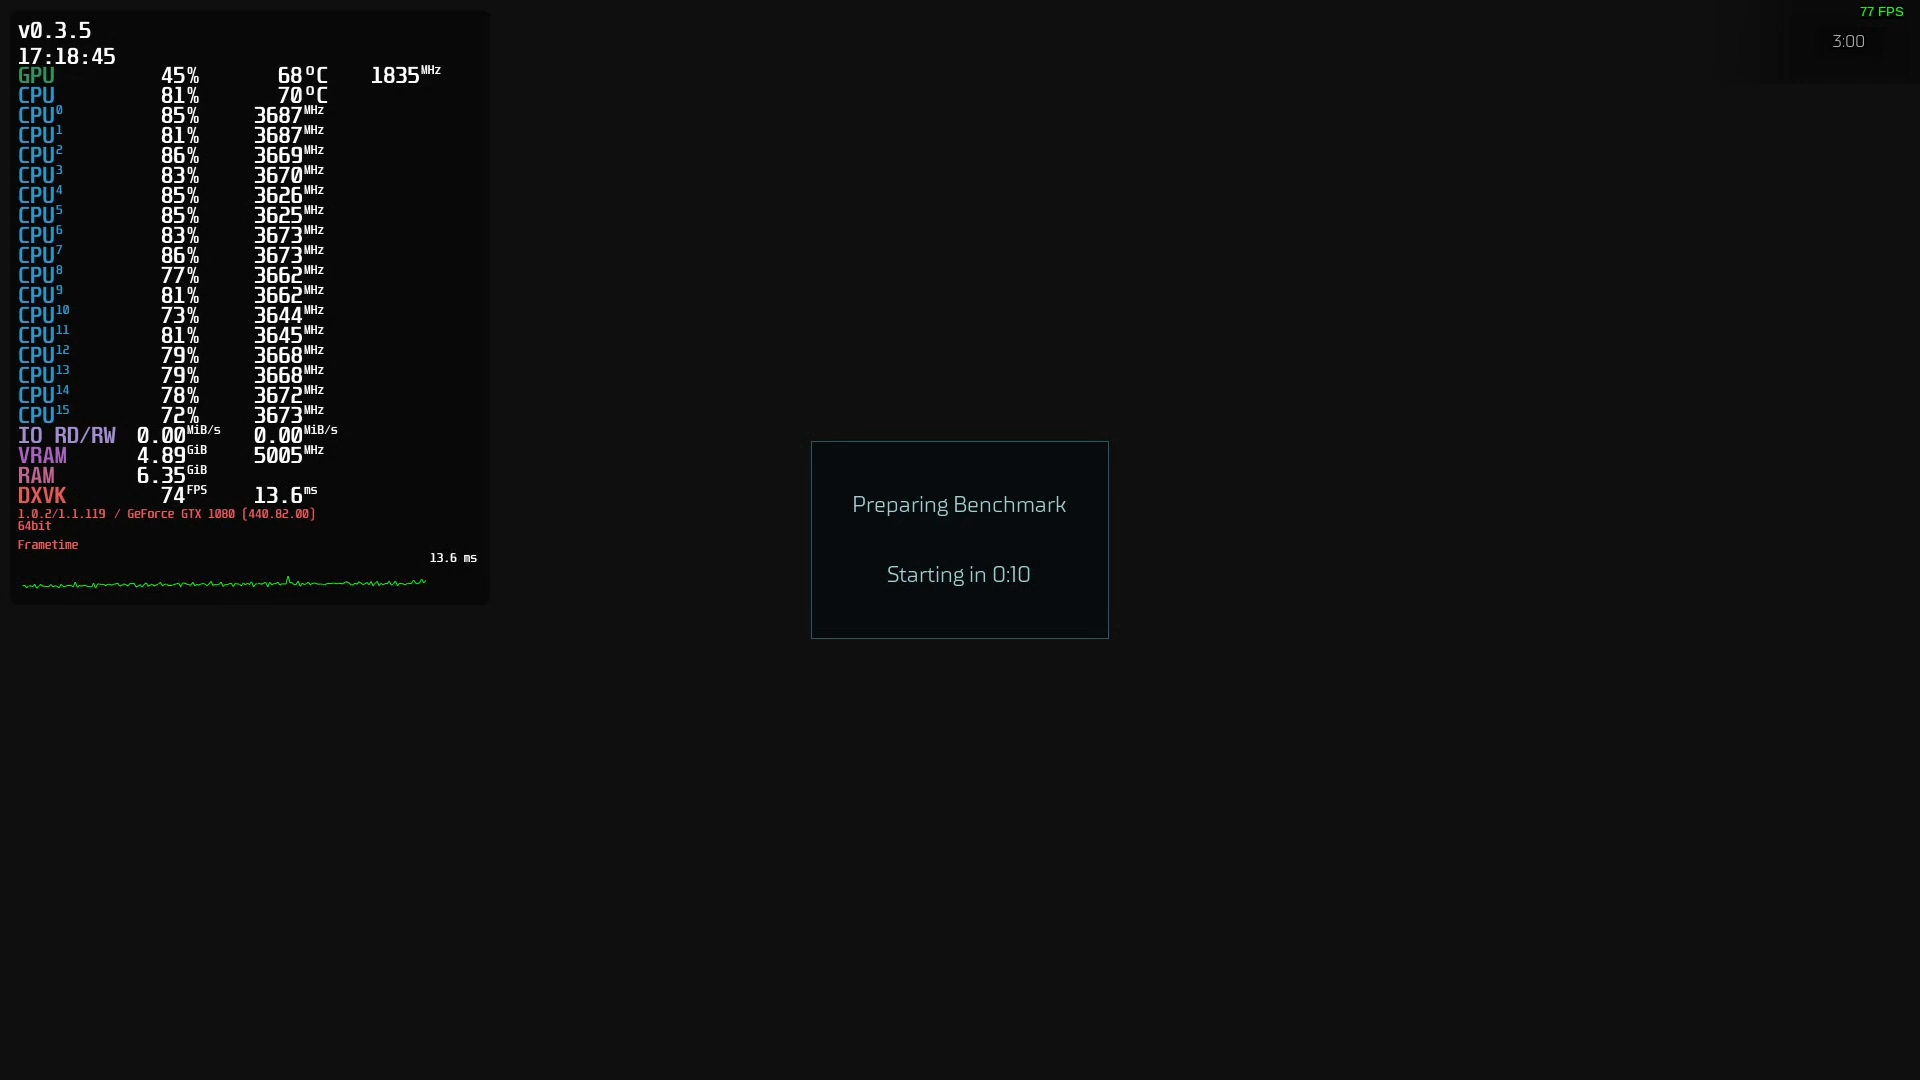 v0.3.5
17:18:45
GPU 45% 68°C 1835MHz
CPU 81% 70°C
CPU0 85% 3687MHz
CPU1 81% 3687MHz
CPU2 86% 3669MHz
CPU3 83% 3670MHz
CPU4 85% 3626MHz
CPU5 85% 3625MHz
CPU6 83% 3673MHz
CPU7 86% 3673MHz
CPU8 77% 3662MHz
CPU9 81% 3662MHz
CPU10 73% 3644MHz
CPU11 81% 3645MHz
CPU12 79% 3668MHz
CPU13 79% 3668MHz
CPU14 78% 3672MHz
CPU15 72% 3673MHz
IO RD/RW 0.00MiB/s 0.00MiB/s
VRAM 4.89GiB 5005MHz
RAM 6.35GiB
DXVK 74FPS 13.6ms
1.0.2/1.1.119 / GeForce GTX 1080 (440.82.00)
64bit
Frametime
13.6 ms
77 FPS
3:00
Preparing Benchmark
Starting in 0:10